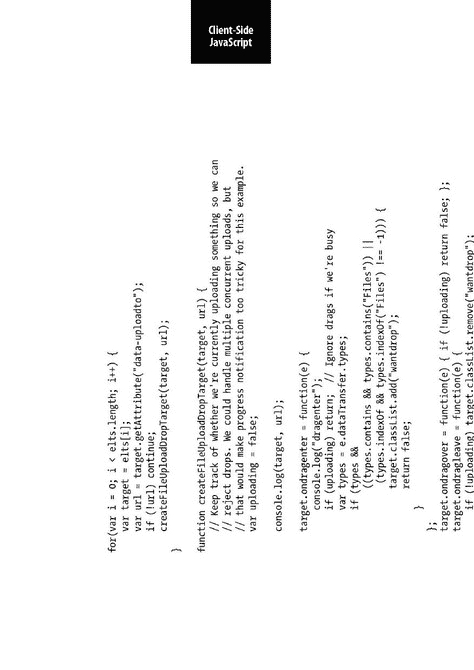 Client-Side
JavaScript
for(var i = 0; i < elts.length; i++) {
var target = elts[i];
var url = target.getAttribute("data-uploadto");
if (!url) continue;
createFileUploadDropTarget(target, url);
}
function createFileUploadDropTarget(target, url) {
// Keep track of whether we're currently uploading something so we can
// reject drops. We could handle multiple concurrent uploads, but
// that would make progress notification too tricky for this example.
var uploading = false;
console.log(target, url);
target.ondragenter = function(e) {
console.log("dragenter");
if (uploading) return;  // Ignore drags if we're busy
var types = e.dataTransfer.types;
if (types &&
((types.contains && types.contains("Files")) ||
(types.indexOf && types.indexOf("Files") !== -1))) {
target.classList.add("wantdrop");
return false;
}
};
target.ondragover = function(e) { if (!uploading) return false; };
target.ondragleave = function(e) {
if (!uploading) target.classList.remove("wantdrop");